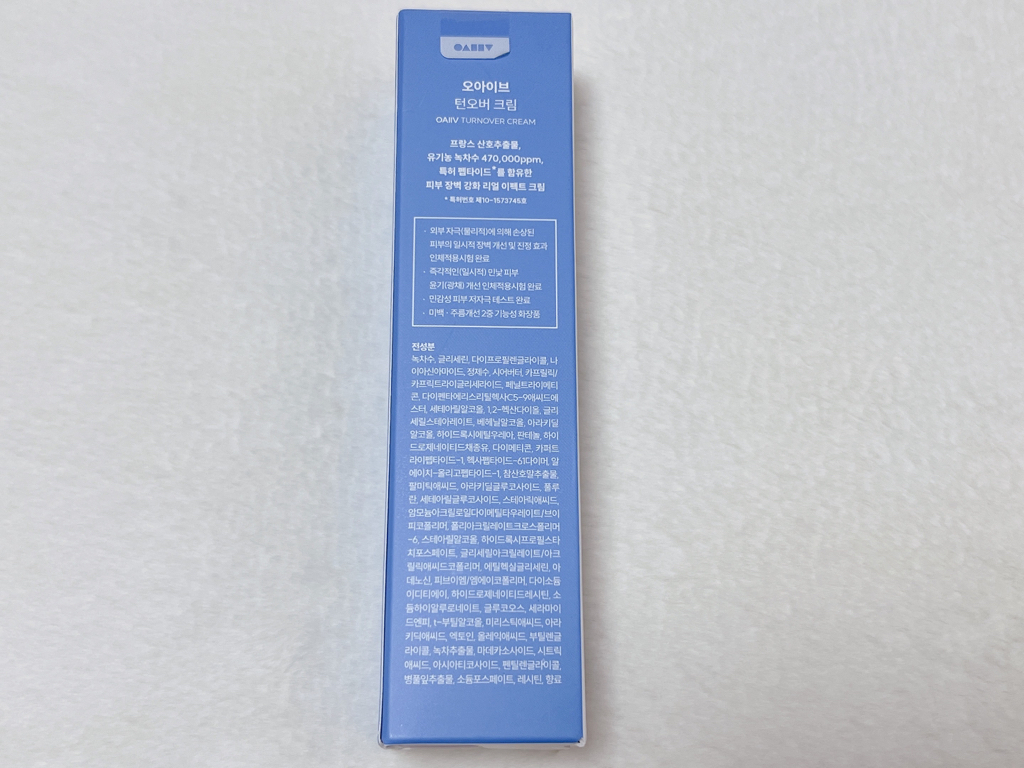 OAIIV
오아이브
턴오버 크림
OAIIV TURNOVER CREAM
프랑스 산호추출물,
유기농 녹차수 470,000ppm,
특허 펩타이드*를 함유한
피부 장벽 강화 리얼 이펙트 크림
* 특허번호 제10-1573745호
· 외부 자극(물리적)에 의해 손상된
피부의 일시적 장벽 개선 및 진정 효과
인체적용시험 완료
· 즉각적인(일시적) 민낯 피부
윤기(광채) 개선 인체적용시험 완료
· 민감성 피부 저자극 테스트 완료
· 미백 · 주름개선 2중 기능성 화장품
전성분
녹차수, 글리세린, 다이프로필렌글라이콜, 나
이아신아마이드, 정제수, 시어버터, 카프릴릭/
카프릭트라이글리세라이드, 페닐트라이메티
콘, 다이펜타에리스리틸헥사C5-9애씨드에
스터, 세테아릴알코올, 1,2-헥산다이올, 글리
세릴스테아레이트, 베헤닐알코올, 아라키딜
알코올, 하이드록시에틸우레아, 판테놀, 하이
드로제네이티드채종유, 다이메티콘, 카퍼트
라이펩타이드-1, 헥사펩타이드-61다이머, 알
에이치-올리고펩타이드-1, 참산호말추출물,
팔미틱애씨드, 아라키딜글루코사이드, 풀루
란, 세테아릴글루코사이드, 스테아릭애씨드,
암모늄아크릴로일다이메틸타우레이트/브이
피코폴리머, 폴리아크릴레이트크로스폴리머
-6, 스테아릴알코올, 하이드록시프로필스타
치포스페이트, 글리세릴아크릴레이트/아크
릴릭애씨드코폴리머, 에틸헥실글리세린, 아
데노신, 피브이엠/엠에이코폴리머, 다이소듐
이디티에이, 하이드로제네이티드레시틴, 소
듐하이알루로네이트, 글루코오스, 세라마이
드엔피, t-부틸알코올, 미리스틱애씨드, 아라
키딕애씨드, 엑토인, 올레익애씨드, 부틸렌글
라이콜, 녹차추출물, 마데카소사이드, 시트릭
애씨드, 아시아티코사이드, 펜틸렌글라이콜,
병풀잎추출물, 소듐포스페이트, 레시틴, 향료